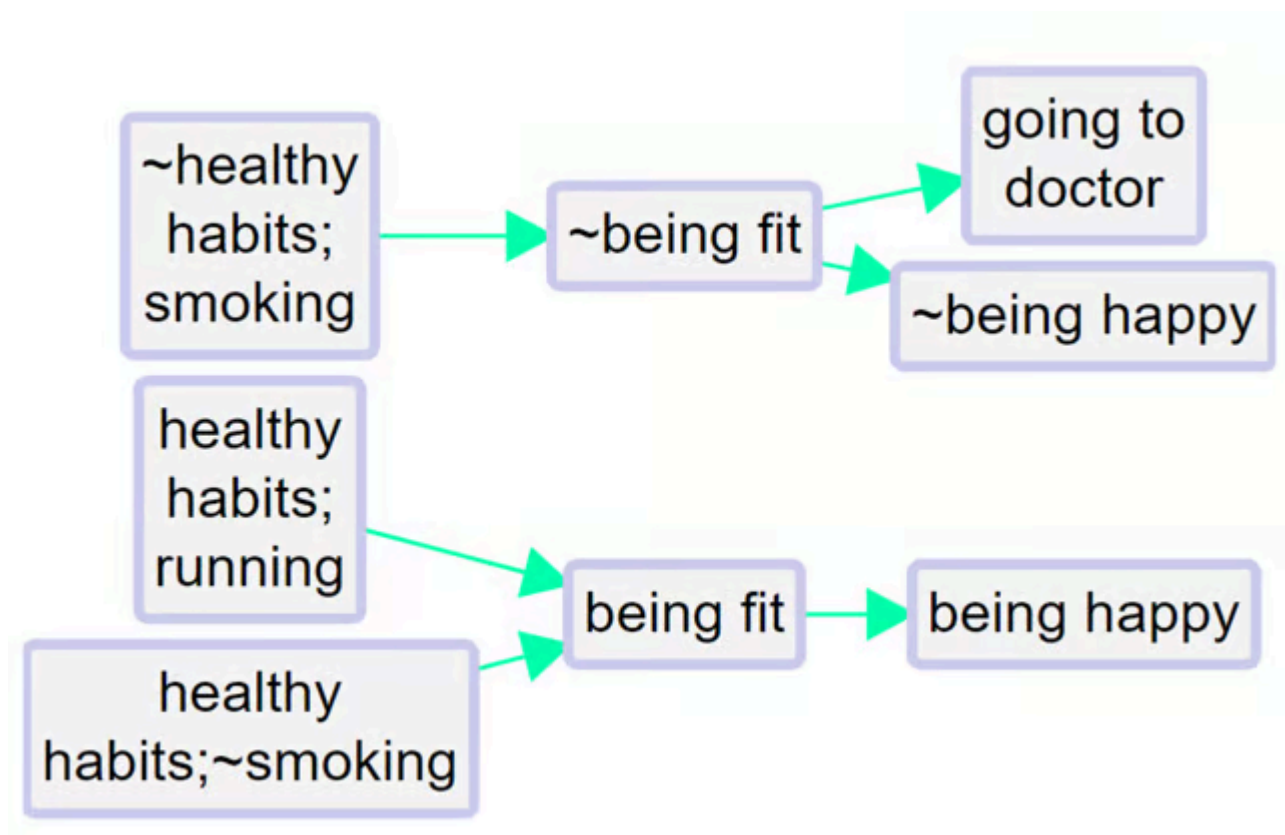 ~healthy
habits;
smoking
~being fit
going to
doctor
~being happy
healthy
habits;
running
healthy
habits;~smoking
being fit
being happy